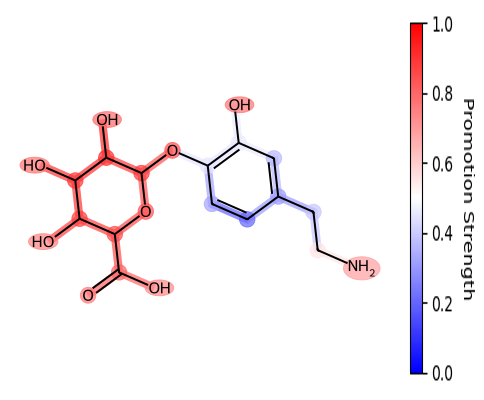 OH
OH
O
HO
O
HO
NH₂
O
OH
1.0
0.8
0.6
0.4
0.2
0.0
Promotion Strength